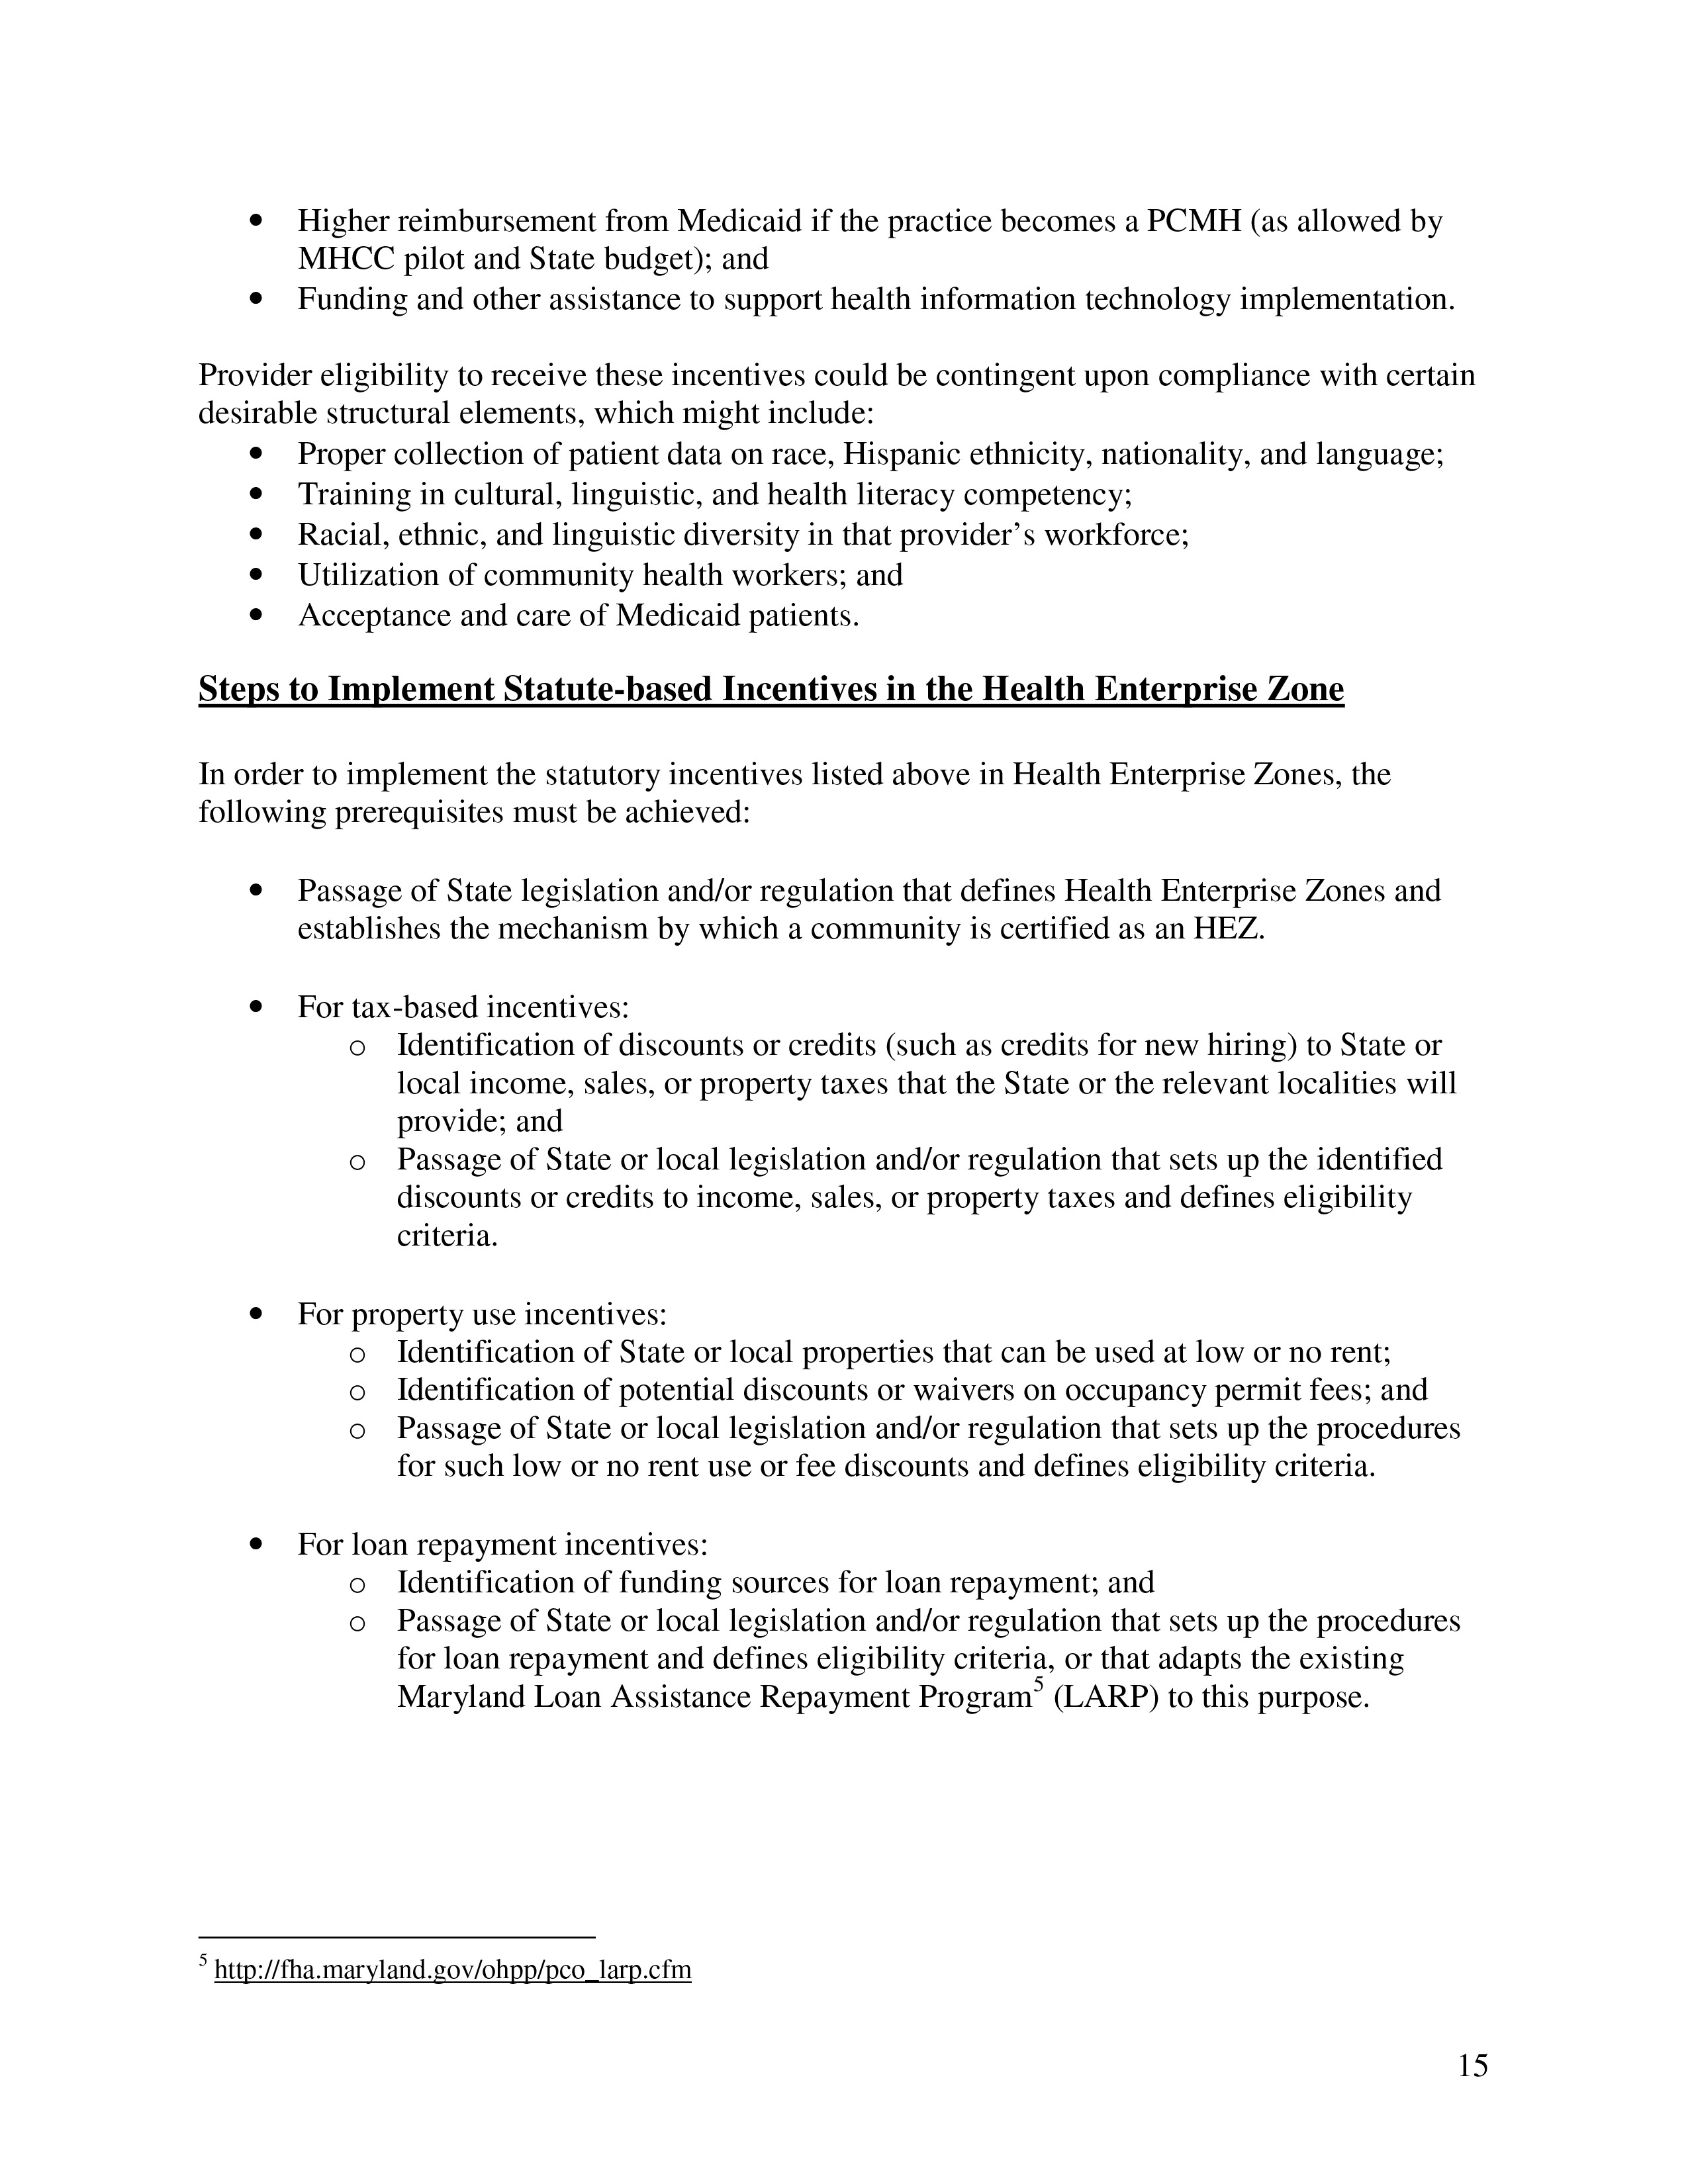 • Higher reimbursement from Medicaid if the practice becomes a PCMH (as allowed by
MHCC pilot and State budget); and
• Funding and other assistance to support health information technology implementation.
Provider eligibility to receive these incentives could be contingent upon compliance with certain
desirable structural elements, which might include:
• Proper collection of patient data on race, Hispanic ethnicity, nationality, and language;
• Training in cultural, linguistic, and health literacy competency;
• Racial, ethnic, and linguistic diversity in that provider’s workforce;
• Utilization of community health workers; and
• Acceptance and care of Medicaid patients.
Steps to Implement Statute-based Incentives in the Health Enterprise Zone
In order to implement the statutory incentives listed above in Health Enterprise Zones, the
following prerequisites must be achieved:
• Passage of State legislation and/or regulation that defines Health Enterprise Zones and
establishes the mechanism by which a community is certified as an HEZ.
• For tax-based incentives:
o Identification of discounts or credits (such as credits for new hiring) to State or
local income, sales, or property taxes that the State or the relevant localities will
provide; and
o Passage of State or local legislation and/or regulation that sets up the identified
discounts or credits to income, sales, or property taxes and defines eligibility
criteria.
• For property use incentives:
o Identification of State or local properties that can be used at low or no rent;
o Identification of potential discounts or waivers on occupancy permit fees; and
o Passage of State or local legislation and/or regulation that sets up the procedures
for such low or no rent use or fee discounts and defines eligibility criteria.
• For loan repayment incentives:
o Identification of funding sources for loan repayment; and
o Passage of State or local legislation and/or regulation that sets up the procedures
for loan repayment and defines eligibility criteria, or that adapts the existing
Maryland Loan Assistance Repayment Program5 (LARP) to this purpose.
5 http://fha.maryland.gov/ohpp/pco_larp.cfm
15